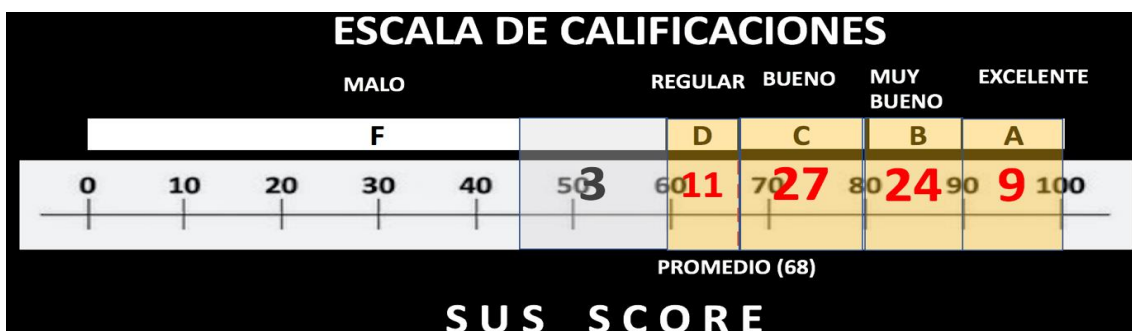 ESCALA DE CALIFICACIONES
MALO REGULAR BUENO MUY BUENO EXCELENTE
F D C B A
0 10 20 30 40 50 3 60 11 70 27 80 24 90 9 100
PROMEDIO (68)
SUS SCORE